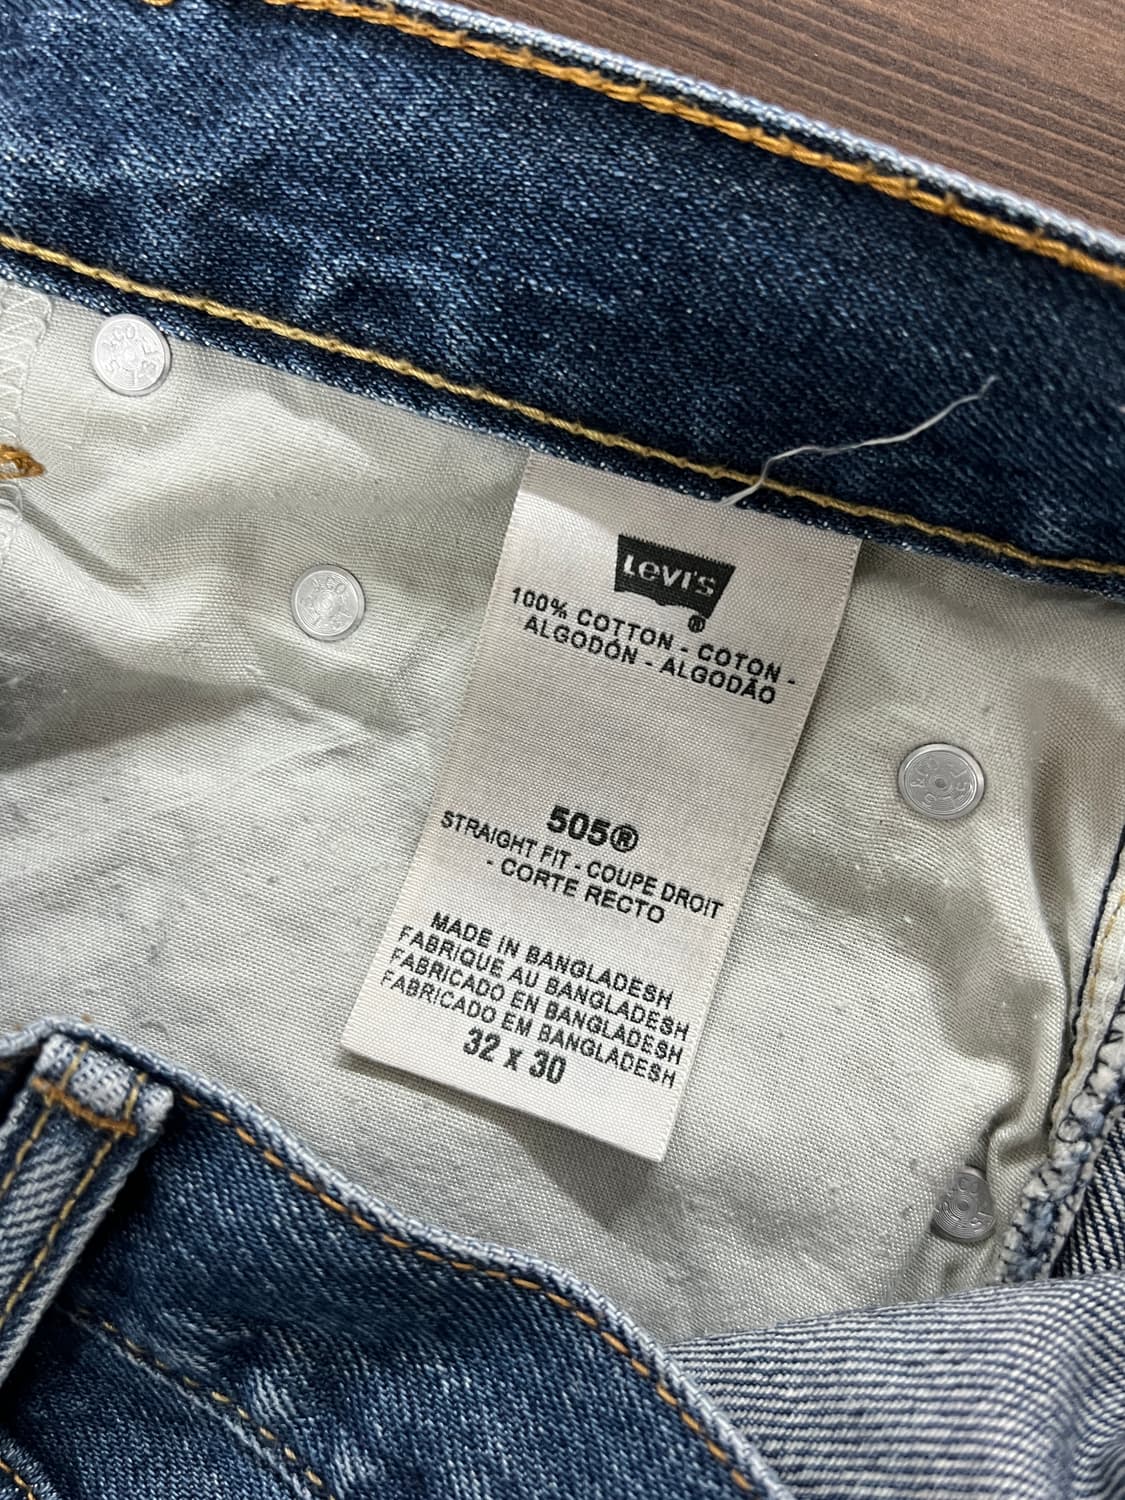 Levi's
®
100% COTTON - COTON -
ALGODÓN - ALGODÃO
505®
STRAIGHT FIT - COUPE DROIT
- CORTE RECTO
MADE IN BANGLADESH
FABRIQUE AU BANGLADESH
FABRICADO EN BANGLADESH
FABRICADO EM BANGLADESH
32 x 30